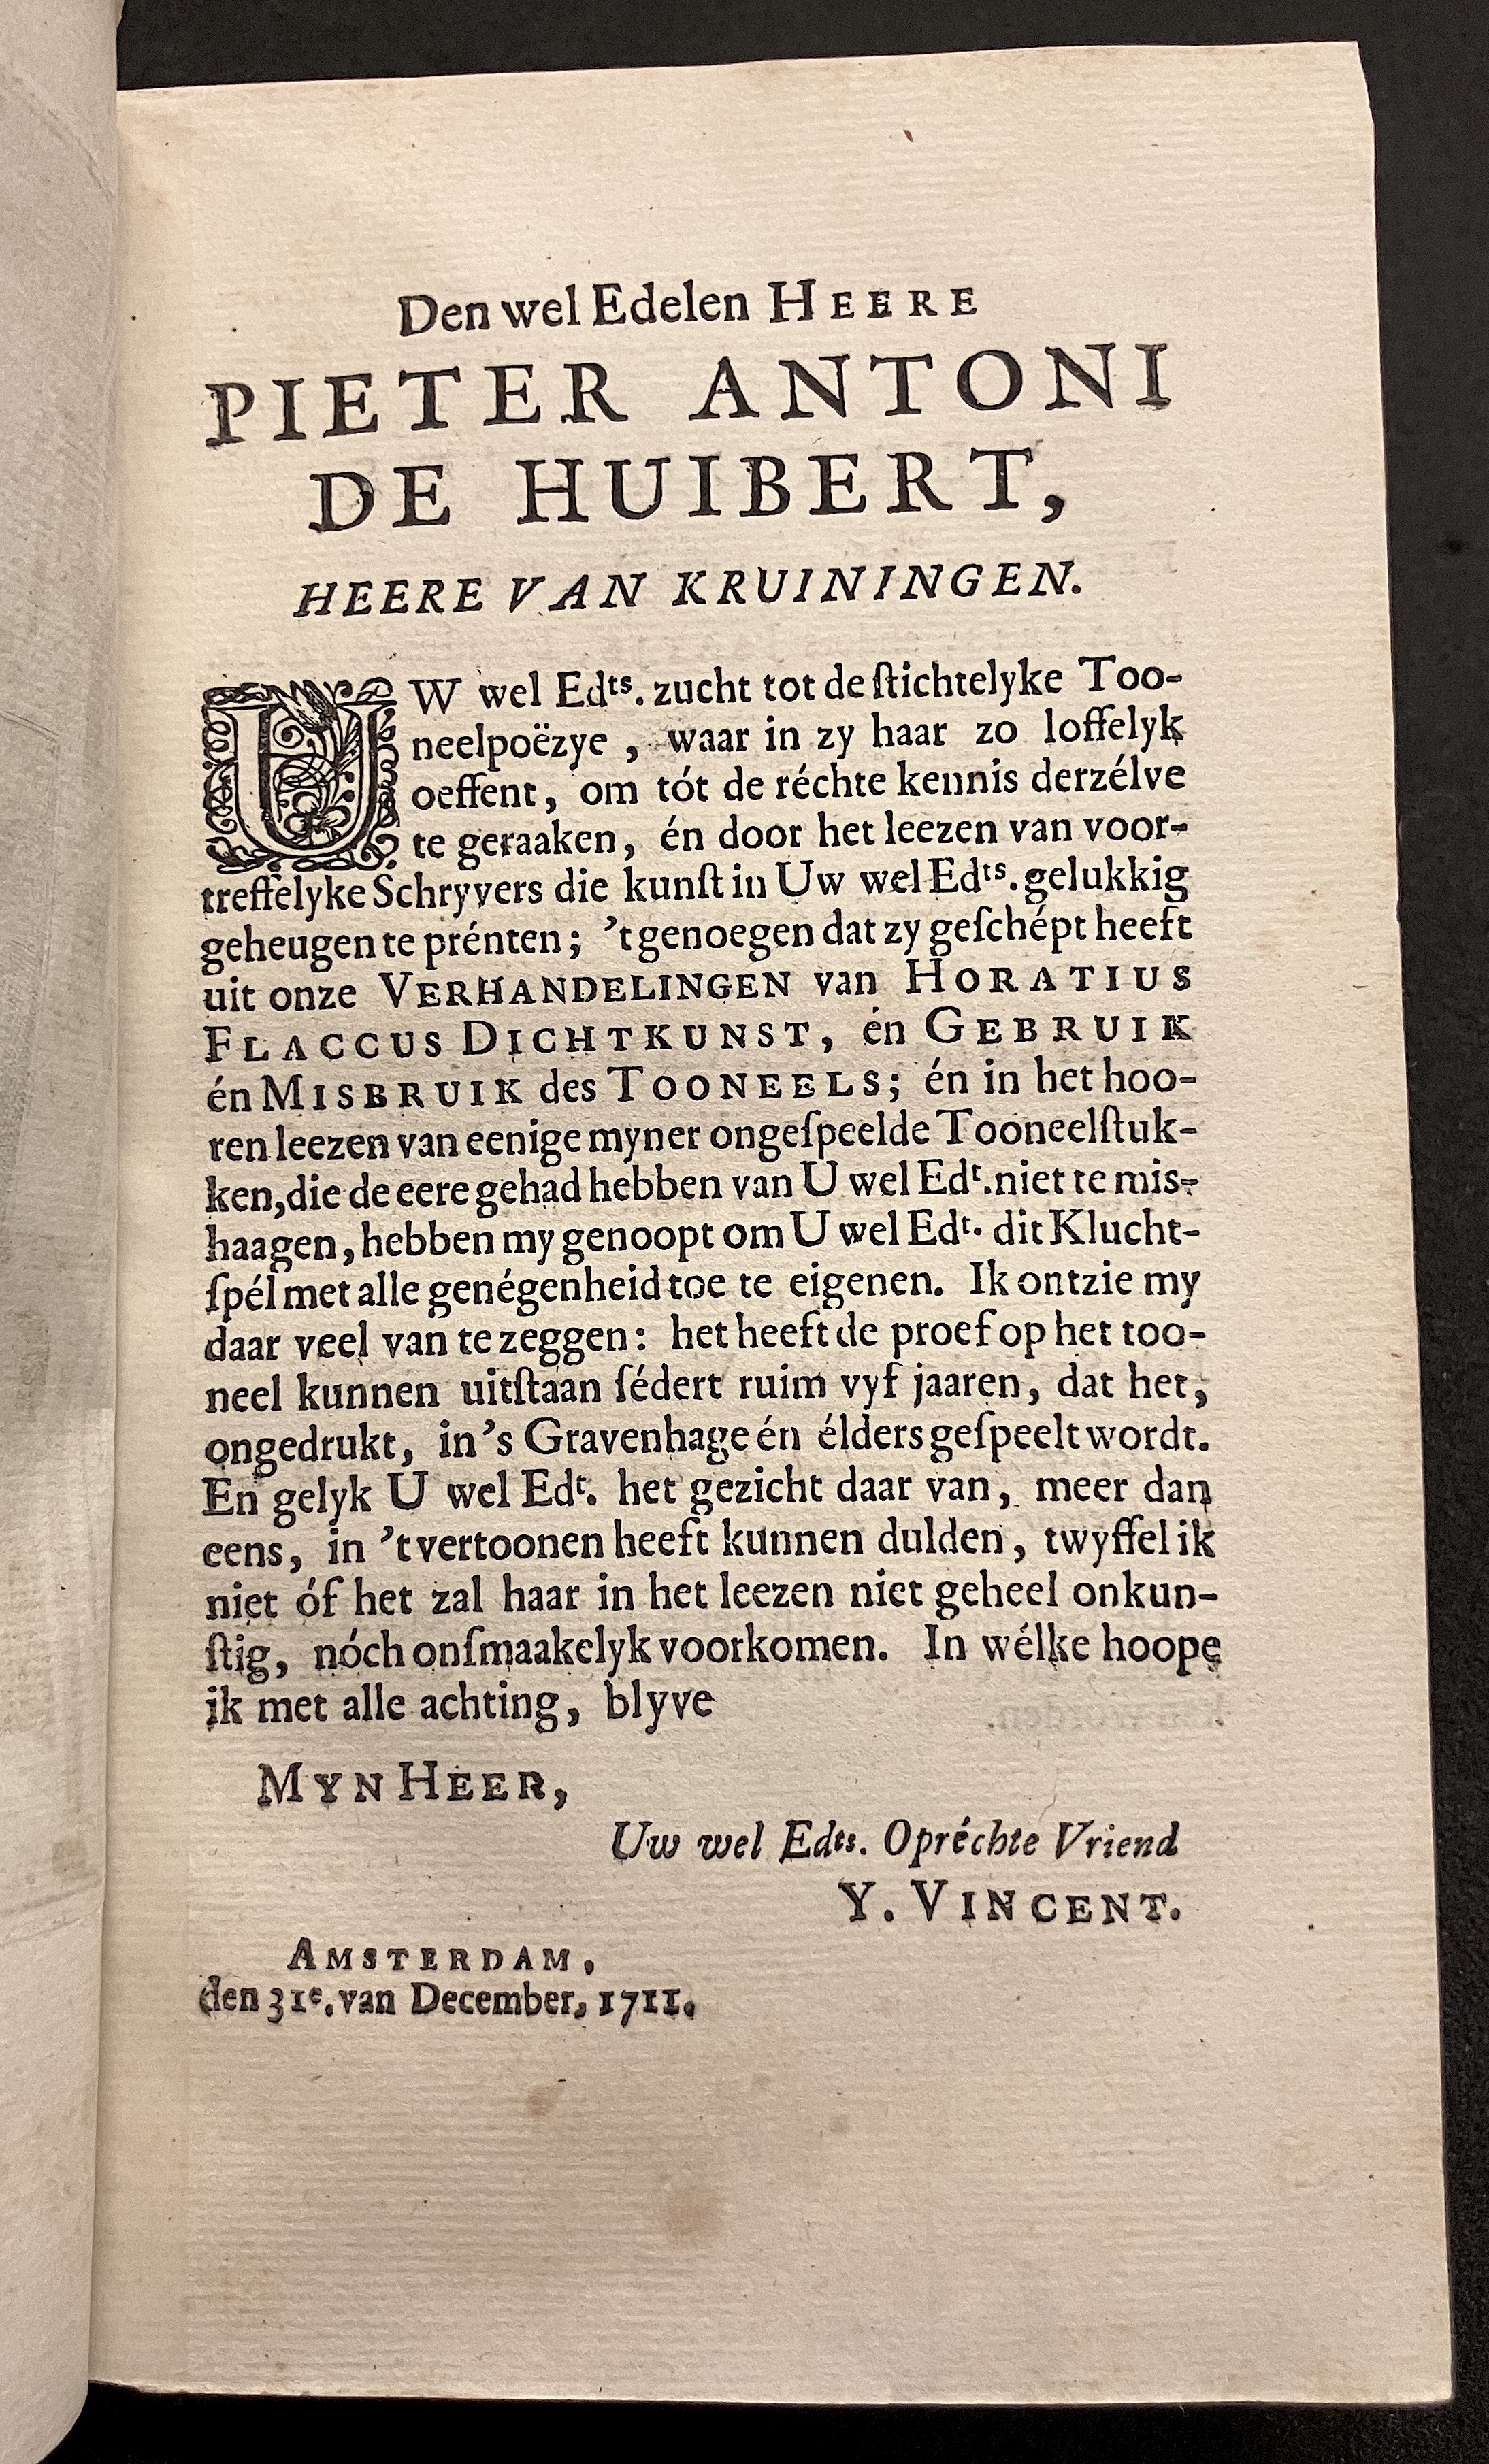 Den wel Edelen HEERE
PIETER ANTONI
DE HUIBERT,
HEERE VAN KRUININGEN.
UW wel Edᵗˢ. zucht tot de ſtichtelyke Too-
neelpoëzye, waar in zy haar zo loffelyk
oeffent, om tót de réchte kennis derzélve
te geraaken, én door het leezen van voor-
treffelyke Schryvers die kunſt in Uw wel Edᵗˢ. gelukkig
geheugen te prénten; 't genoegen dat zy geſchépt heeft
uit onze VERHANDELINGEN van HORATIUS
FLACCUS DICHTKUNST, én GEBRUIK
én MISBRUIK des TOONEELS; én in het hoo-
ren leezen van eenige myner ongeſpeelde Tooneelſtuk-
ken, die de eere gehad hebben van U wel Edᵗ. niet te mis-
haagen, hebben my genoopt om U wel Edᵗ. dit Klucht-
ſpél met alle genégenheid toe te eigenen. Ik ontzie my
daar veel van te zeggen: het heeft de proef op het too-
neel kunnen uitſtaan ſédert ruim vyf jaaren, dat het,
ongedrukt, in 's Gravenhage én élders geſpeelt wordt.
En gelyk U wel Edᵗ. het gezicht daar van, meer dan
eens, in 't vertoonen heeft kunnen dulden, twyffel ik
niet óf het zal haar in het leezen niet geheel onkun-
ſtig, nóch onſmaakelyk voorkomen. In wélke hoope
ik met alle achting, blyve
MYN HEER,
Uw wel Edᵗˢ. Opréchte Vriend
Y. VINCENT.
AMSTERDAM,
den 31ᵉ. van December, 1711.